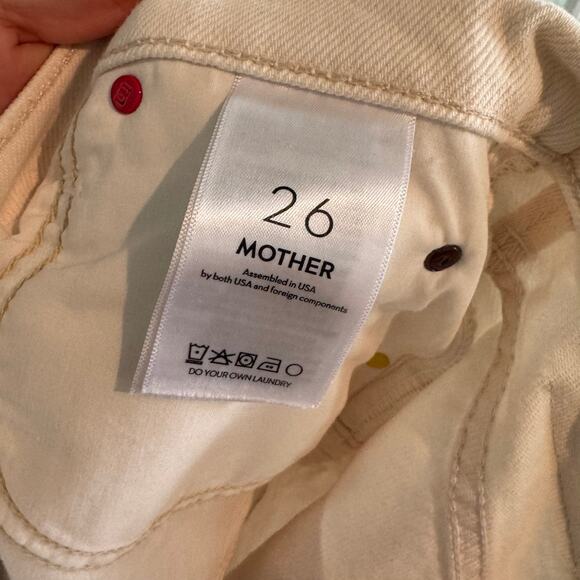 26
MOTHER
Assembled in USA
by both USA and foreign components
DO YOUR OWN LAUNDRY